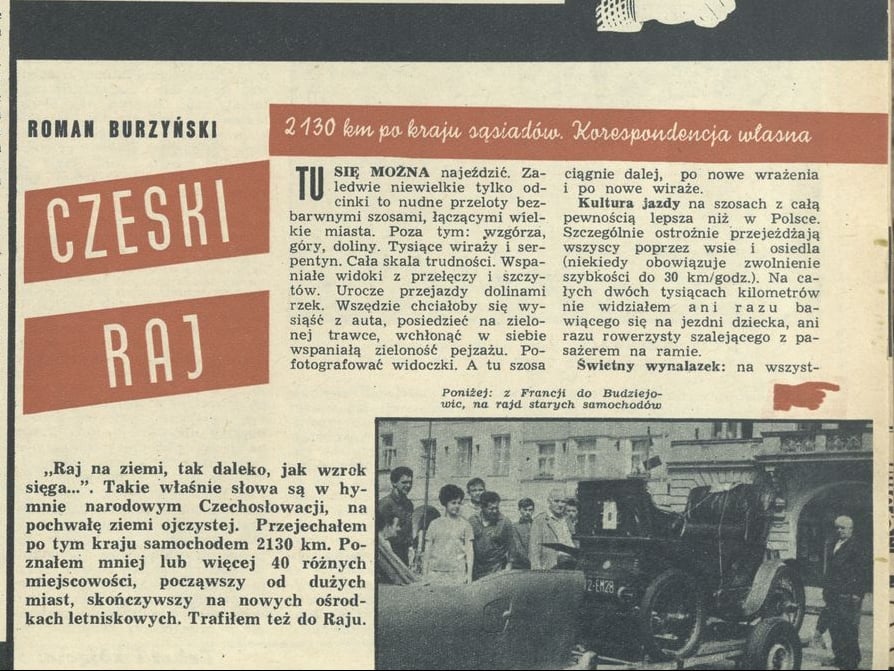 ROMAN BURZYŃSKI
2130 km po kraju sąsiadów. Korespondencja własna
CZESKI
RAJ
„Raj na ziemi, tak daleko, jak wzrok
sięga...”. Takie właśnie słowa są w hy-
mnie narodowym Czechosłowacji, na
pochwałę ziemi ojczystej. Przejechałem
po tym kraju samochodem 2130 km. Po-
znałem mniej lub więcej 40 różnych
miejscowości, począwszy od dużych
miast, skończywszy na nowych ośrod-
kach letniskowych. Trafiłem też do Raju.
TU SIĘ MOŻNA najeździć. Za-
ledwie niewielkie tylko od-
cinki to nudne przeloty bez-
barwnymi szosami, łączącymi wiel-
kie miasta. Poza tym: wzgórza,
góry, doliny. Tysiące wiraży i ser-
pentyn. Cała skala trudności. Wspa-
niałe widoki z przełęczy i szczy-
tów. Urocze przejazdy dolinami
rzek. Wszędzie chciałoby się wy-
siąść z auta, posiedzieć na zielo-
nej trawce, wchłonąć w siebie
wspaniałą zieloność pejzażu. Po-
fotografować widoczki. A tu szosa
ciągnie dalej, po nowe wrażenia
i po nowe wiraże.
Kultura jazdy na szosach z całą
pewnością lepsza niż w Polsce.
Szczególnie ostrożnie przejeżdżają
wszyscy poprzez wsie i osiedla
(niekiedy obowiązuje zwolnienie
szybkości do 30 km/godz.). Na ca-
łych dwóch tysiącach kilometrów
nie widziałem ani razu ba-
wiącego się na jezdni dziecka, ani
razu rowerzysty szalejącego z pa-
sażerem na ramie.
Świetny wynalazek: na wszyst-
Poniżej: z Francji do Budziejo-
wic, na rajd starych samochodów
2-EM28